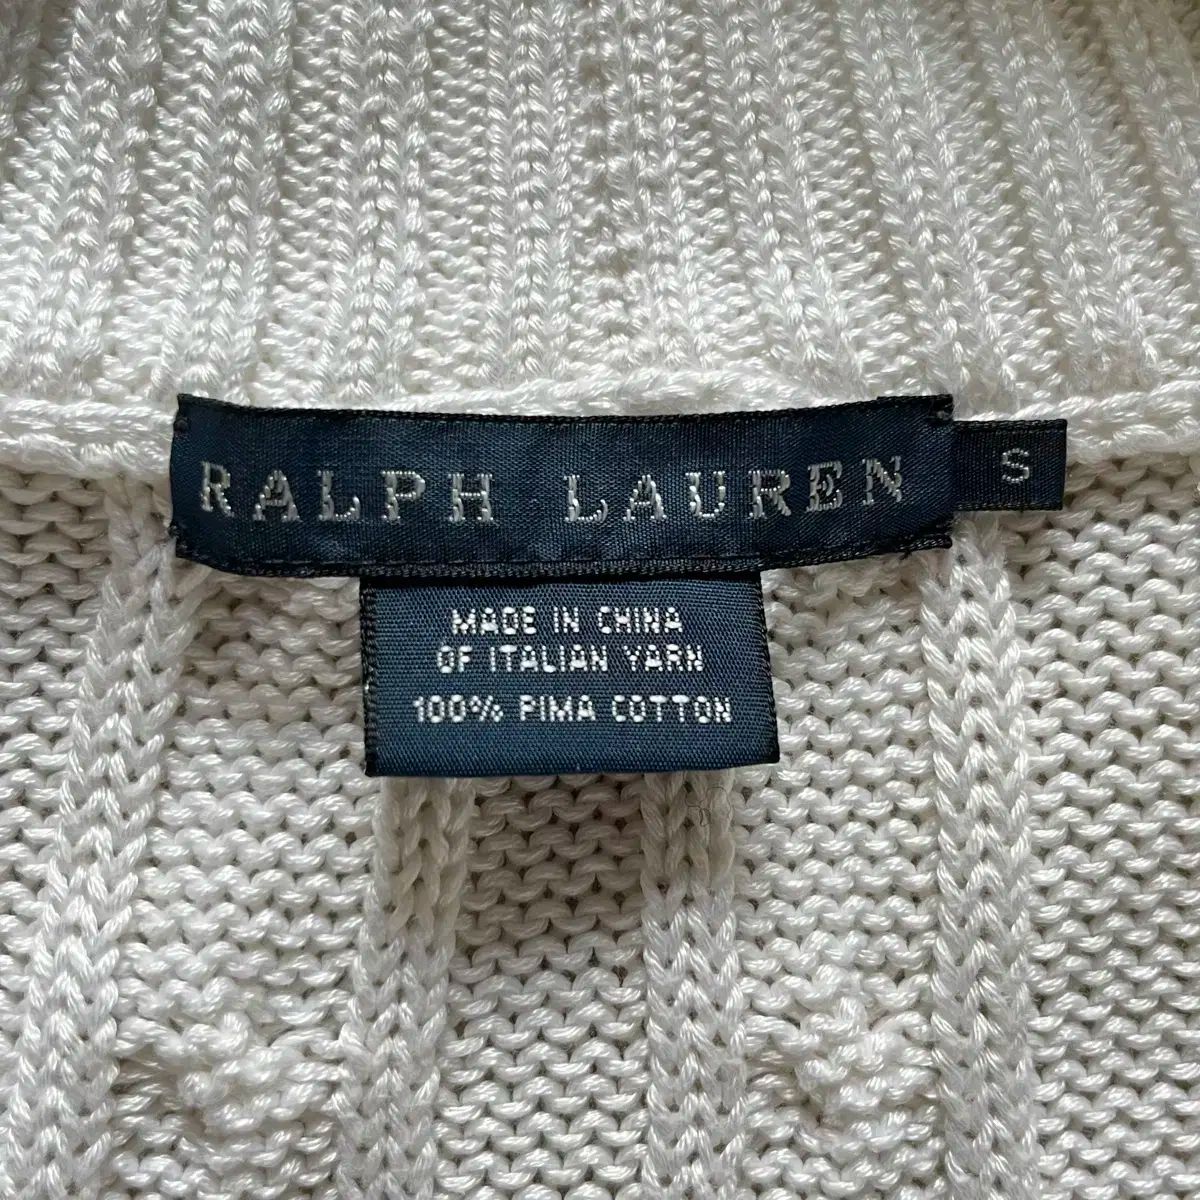 RALPH LAUREN
S
MADE IN CHINA
OF ITALIAN YARN
100% PIMA COTTON